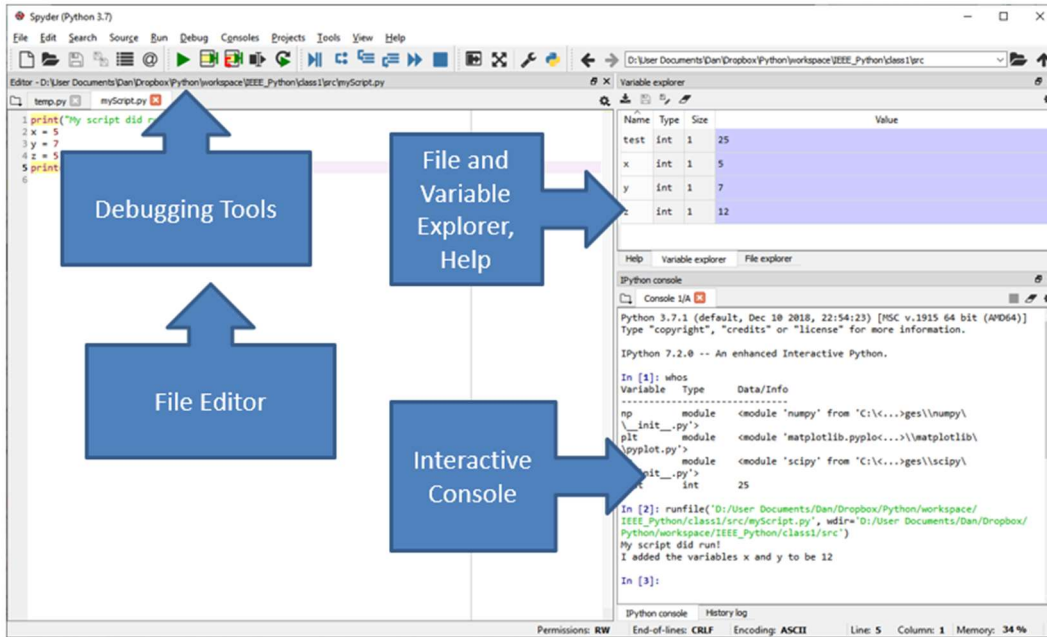 Spyder (Python 3.7)
File Edit Search Source Run Debug Consoles Projects Tools View Help
D:\User Documents\Dan\Dropbox\Python\workspace\IEEE_Python\class1\src
Editor - D:\User Documents\Dan\Dropbox\Python\workspace\IEEE_Python\class1\src\myScript.py
temp.py myScript.py
1 print("My script did r
2 x = 5
3 y = 7
4 z = 5
5 print
6
Debugging Tools
File Editor
File and
Variable
Explorer,
Help
Interactive
Console
Variable explorer
Name Type Size Value
test int 1 25
x int 1 5
y int 1 7
int 1 12
Help Variable explorer File explorer
IPython console
Console 1/A
Python 3.7.1 (default, Dec 10 2018, 22:54:23) [MSC v.1915 64 bit (AMD64)]
Type "copyright", "credits" or "license" for more information.
IPython 7.2.0 -- An enhanced Interactive Python.
In [1]: whos
Variable Type Data/Info
-------------------------------
np module <module 'numpy' from 'C:\<...>ges\\numpy\
\__init__.py'>
plt module <module 'matplotlib.pyplo<...>\\matplotlib\
\pyplot.py'>
module <module 'scipy' from 'C:\<...>ges\\scipy\
it__.py'>
int 25
In [2]: runfile('D:/User Documents/Dan/Dropbox/Python/workspace/
IEEE_Python/class1/src/myScript.py', wdir='D:/User Documents/Dan/Dropbox/
Python/workspace/IEEE_Python/class1/src')
My script did run!
I added the variables x and y to be 12
In [3]:
IPython console History log
Permissions: RW End-of-lines: CRLF Encoding: ASCII Line: 5 Column: 1 Memory: 34 %